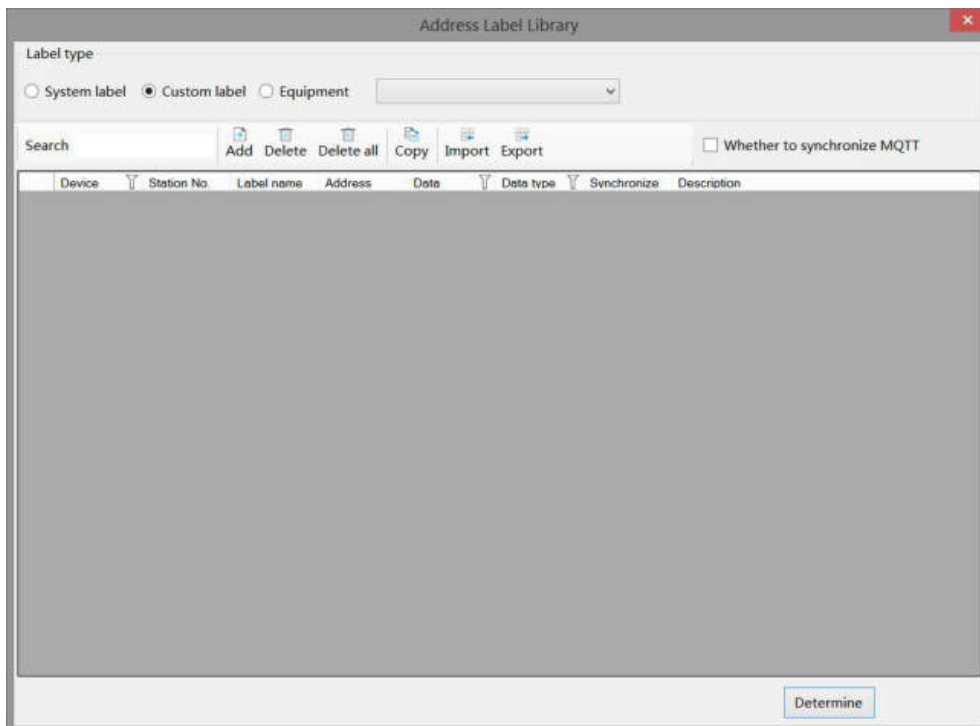 Address Label Library
Label type
System label Custom label Equipment
Search Add Delete Delete all Copy Import Export Whether to synchronize MQTT
Device Station No. Label name Address Data Data type Synchronize Description
Determine